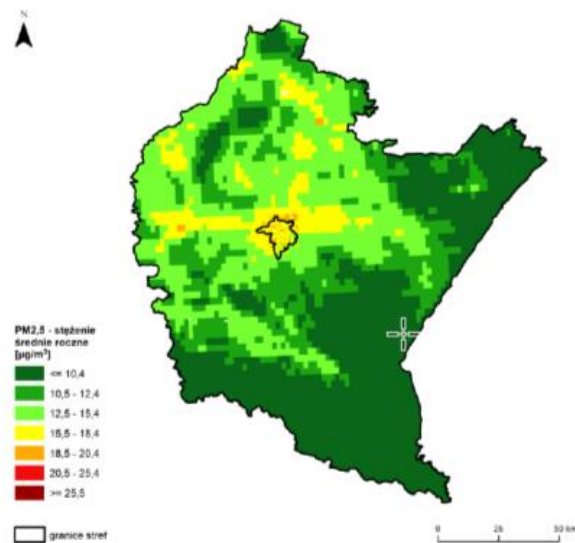 N
PM2,5 - stężenie
średnie roczne
[µg/m³]
<= 10,4
10,5 - 12,4
12,5 - 15,4
15,5 - 18,4
18,5 - 20,4
20,5 - 25,4
>= 25,5
granice stref
0 25 50 km